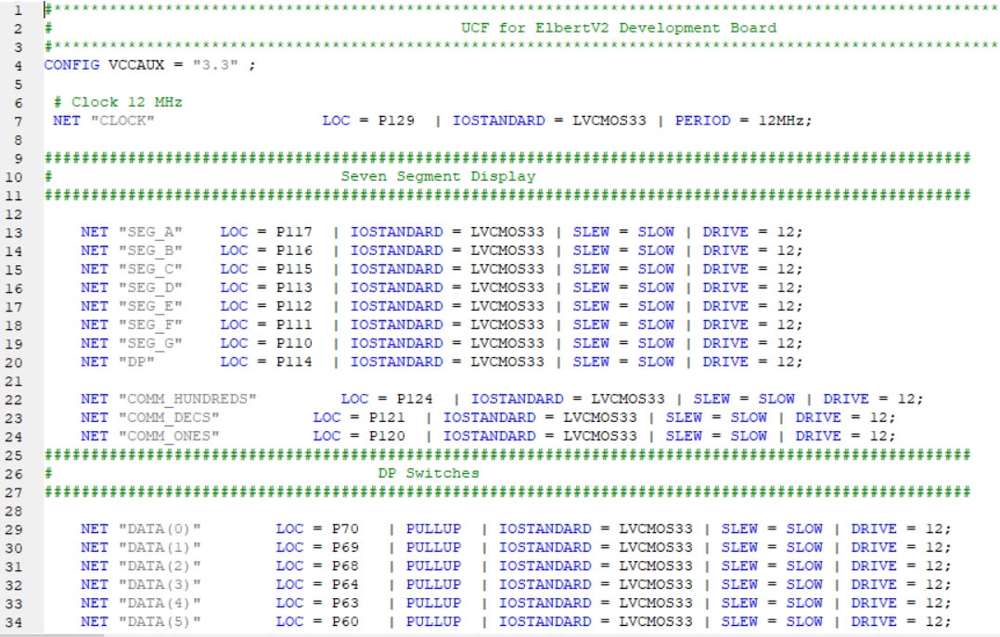 1 #*******************************************************************************************************
2 # UCF for ElbertV2 Development Board
3 #*******************************************************************************************************
4 CONFIG VCCAUX = "3.3" ;
5
6 # Clock 12 MHz
7 NET "CLOCK" LOC = P129 | IOSTANDARD = LVCMOS33 | PERIOD = 12MHz;
8
9 ####################################################################################################
10 # Seven Segment Display
11 ####################################################################################################
12
13 NET "SEG_A" LOC = P117 | IOSTANDARD = LVCMOS33 | SLEW = SLOW | DRIVE = 12;
14 NET "SEG_B" LOC = P116 | IOSTANDARD = LVCMOS33 | SLEW = SLOW | DRIVE = 12;
15 NET "SEG_C" LOC = P115 | IOSTANDARD = LVCMOS33 | SLEW = SLOW | DRIVE = 12;
16 NET "SEG_D" LOC = P113 | IOSTANDARD = LVCMOS33 | SLEW = SLOW | DRIVE = 12;
17 NET "SEG_E" LOC = P112 | IOSTANDARD = LVCMOS33 | SLEW = SLOW | DRIVE = 12;
18 NET "SEG_F" LOC = P111 | IOSTANDARD = LVCMOS33 | SLEW = SLOW | DRIVE = 12;
19 NET "SEG_G" LOC = P110 | IOSTANDARD = LVCMOS33 | SLEW = SLOW | DRIVE = 12;
20 NET "DP" LOC = P114 | IOSTANDARD = LVCMOS33 | SLEW = SLOW | DRIVE = 12;
21
22 NET "COMM_HUNDREDS" LOC = P124 | IOSTANDARD = LVCMOS33 | SLEW = SLOW | DRIVE = 12;
23 NET "COMM_DECS" LOC = P121 | IOSTANDARD = LVCMOS33 | SLEW = SLOW | DRIVE = 12;
24 NET "COMM_ONES" LOC = P120 | IOSTANDARD = LVCMOS33 | SLEW = SLOW | DRIVE = 12;
25 ####################################################################################################
26 # DP Switches
27 ####################################################################################################
28
29 NET "DATA(0)" LOC = P70 | PULLUP | IOSTANDARD = LVCMOS33 | SLEW = SLOW | DRIVE = 12;
30 NET "DATA(1)" LOC = P69 | PULLUP | IOSTANDARD = LVCMOS33 | SLEW = SLOW | DRIVE = 12;
31 NET "DATA(2)" LOC = P68 | PULLUP | IOSTANDARD = LVCMOS33 | SLEW = SLOW | DRIVE = 12;
32 NET "DATA(3)" LOC = P64 | PULLUP | IOSTANDARD = LVCMOS33 | SLEW = SLOW | DRIVE = 12;
33 NET "DATA(4)" LOC = P63 | PULLUP | IOSTANDARD = LVCMOS33 | SLEW = SLOW | DRIVE = 12;
34 NET "DATA(5)" LOC = P60 | PULLUP | IOSTANDARD = LVCMOS33 | SLEW = SLOW | DRIVE = 12;